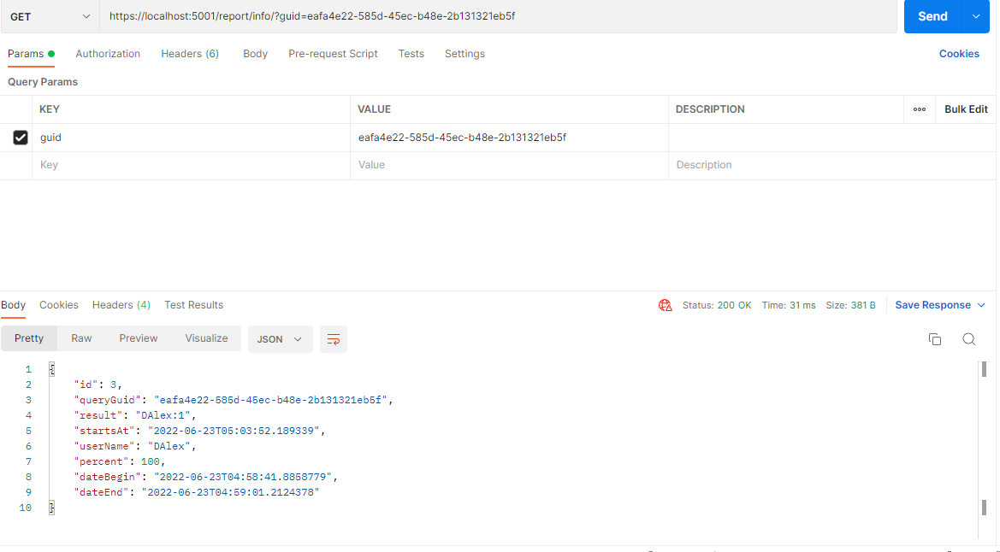 GET https://localhost:5001/report/info/?guid=eafa4e22-585d-45ec-b48e-2b131321eb5f Send
Params Authorization Headers (6) Body Pre-request Script Tests Settings Cookies
Query Params
KEY VALUE DESCRIPTION Bulk Edit
guid eafa4e22-585d-45ec-b48e-2b131321eb5f
Key Value Description
Body Cookies Headers (4) Test Results Status: 200 OK Time: 31 ms Size: 381 B Save Response
Pretty Raw Preview Visualize JSON
1 {
2 "id": 3,
3 "queryGuid": "eafa4e22-585d-45ec-b48e-2b131321eb5f",
4 "result": "DAlex:1",
5 "startsAt": "2022-06-23T05:03:52.189339",
6 "userName": "DAlex",
7 "percent": 100,
8 "dateBegin": "2022-06-23T04:58:41.8858779",
9 "dateEnd": "2022-06-23T04:59:01.2124378"
10 }